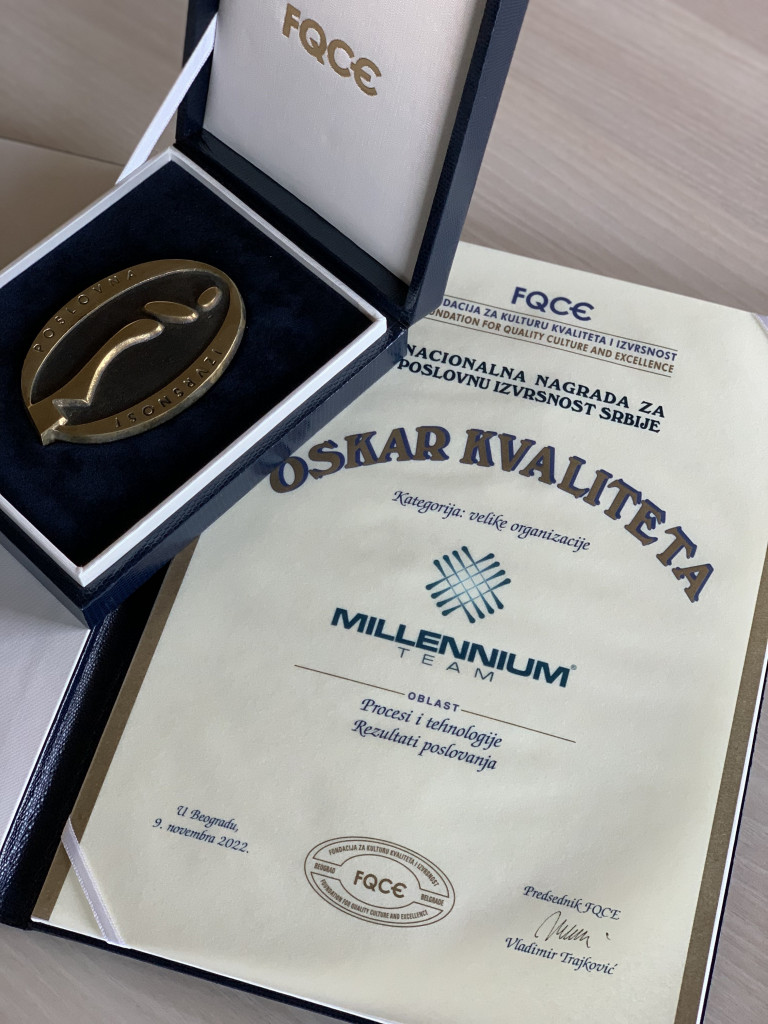 FQCE
POSLOVNA
IZVRSNOST
FQCE
FONDACIJA ZA KULTURU KVALITETA I IZVRSNOST
FOUNDATION FOR QUALITY CULTURE AND EXCELLENCE
NACIONALNA NAGRADA ZA
POSLOVNU IZVRSNOST SRBIJE
OSKAR KVALITETA
Kategorija: velike organizacije
MILLENNIUM®
TEAM
OBLAST
Procesi i tehnologije
Rezultati poslovanja
U Beogradu,
9. novembra 2022.
FONDACIJA ZA KULTURU KVALITETA I IZVRSNOST
BEOGRAD
FQCE
BELGRADE
FOUNDATION FOR QUALITY CULTURE AND EXCELLENCE
Predsednik FQCE
Vladimir Trajković